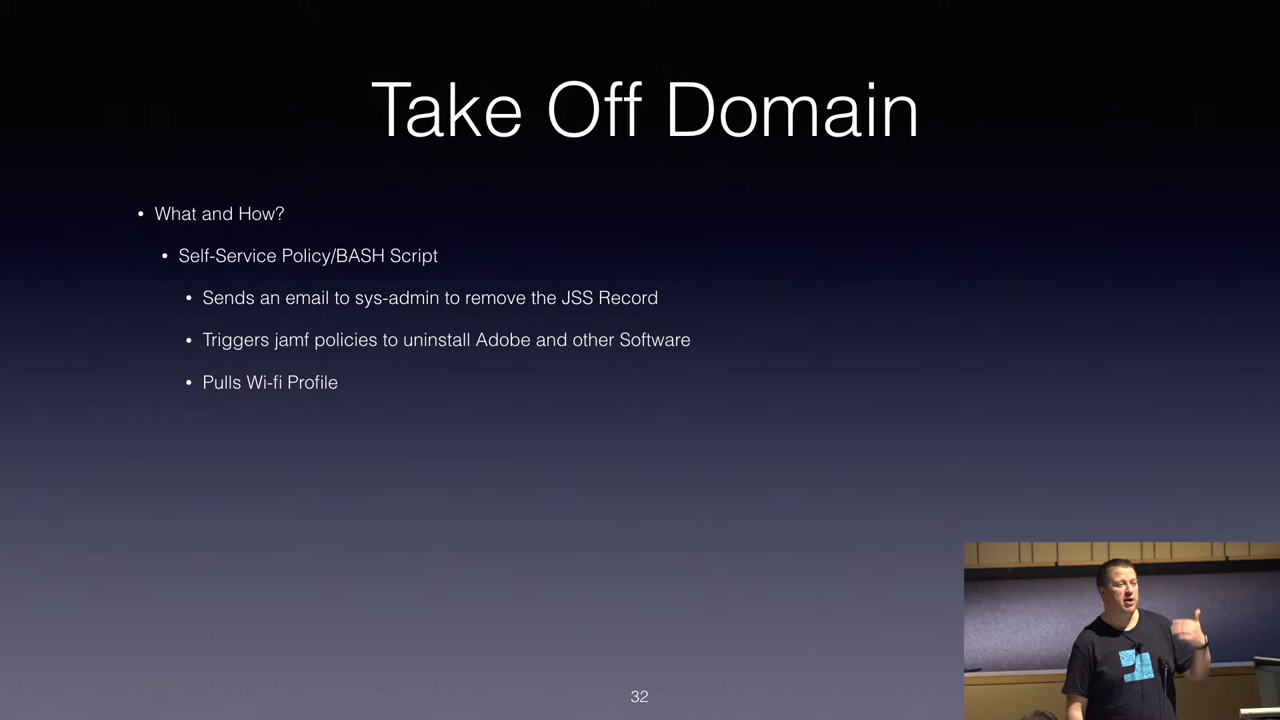 Take Off Domain
• What and How?
• Self-Service Policy/BASH Script
• Sends an email to sys-admin to remove the JSS Record
• Triggers jamf policies to uninstall Adobe and other Software
• Pulls Wi-fi Profile
32